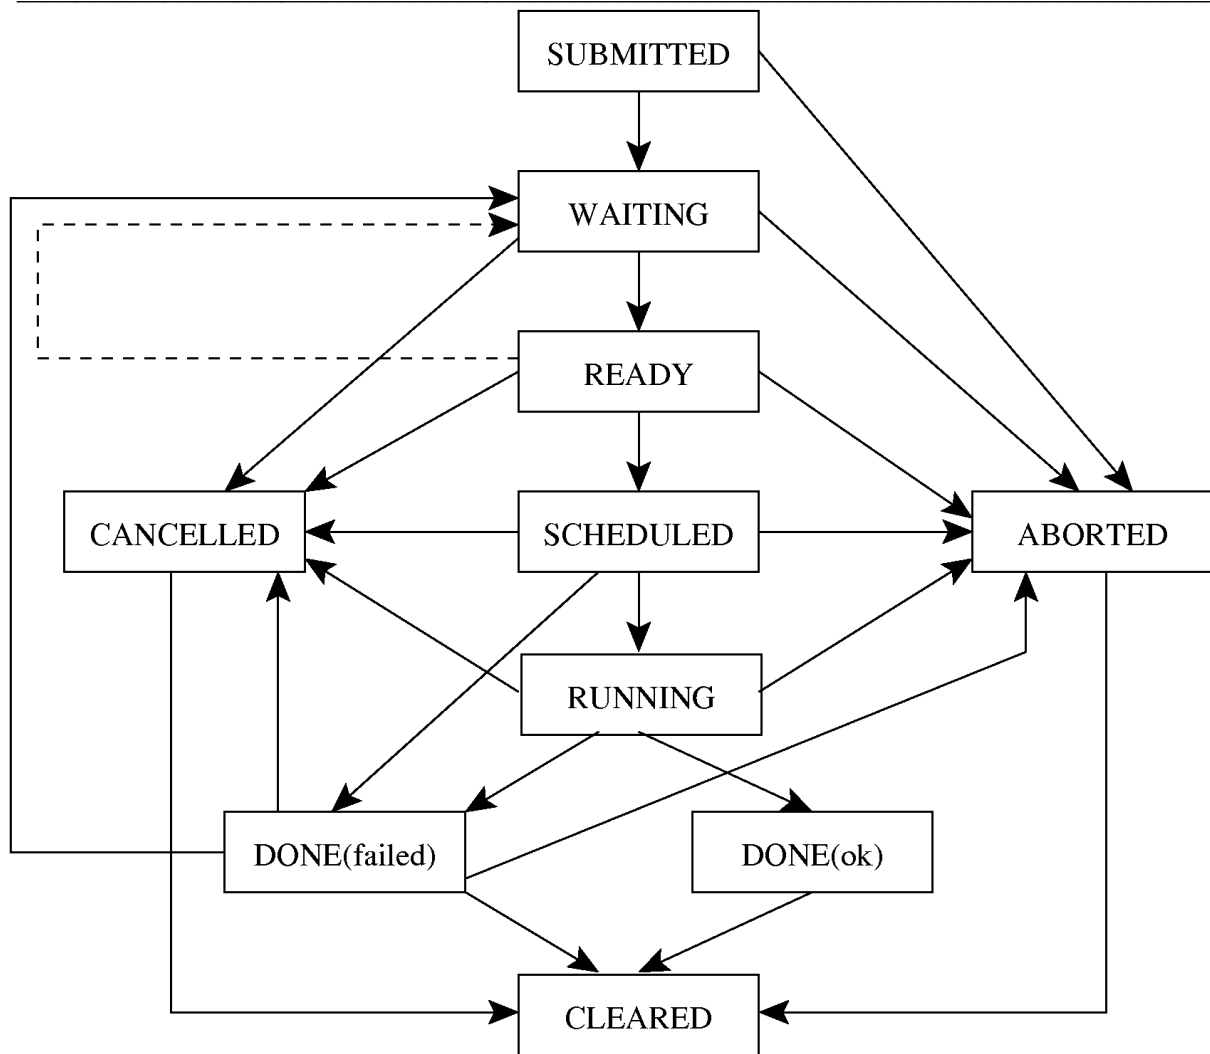 SUBMITTED
WAITING
READY
CANCELLED
SCHEDULED
ABORTED
RUNNING
DONE(failed)
DONE(ok)
CLEARED